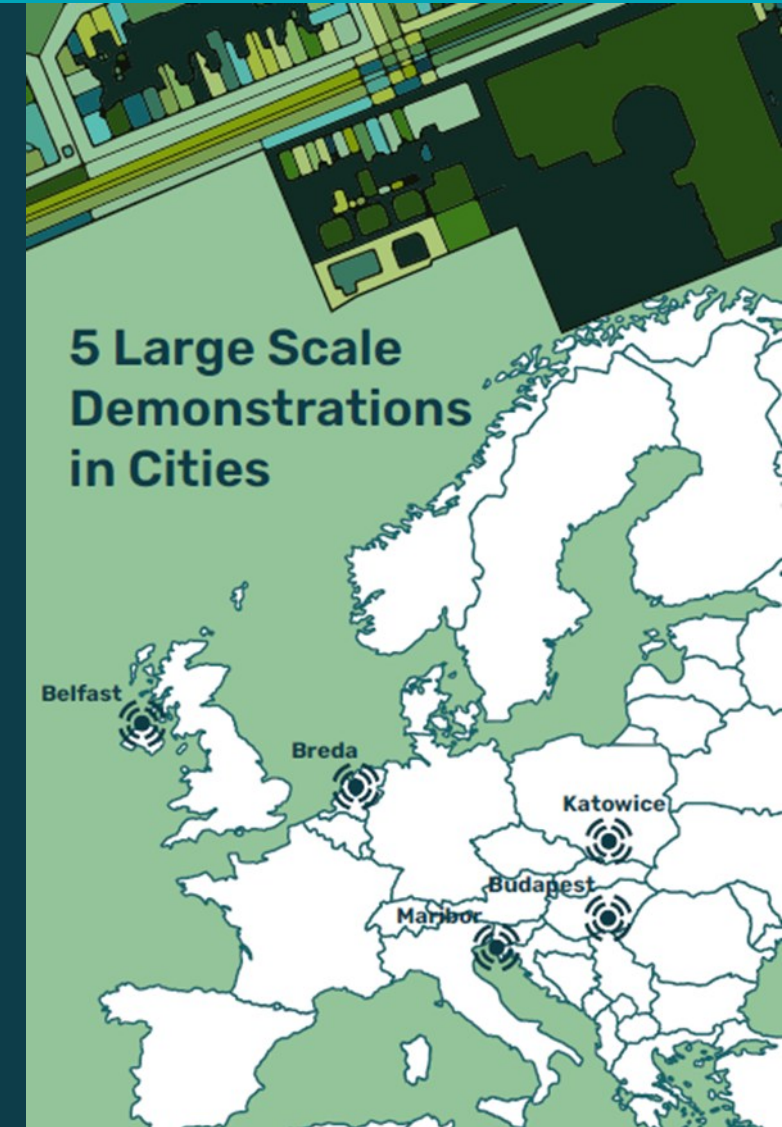 5 Large Scale
Demonstrations
in Cities
Belfast
Breda
Katowice
Budapest
Maribor